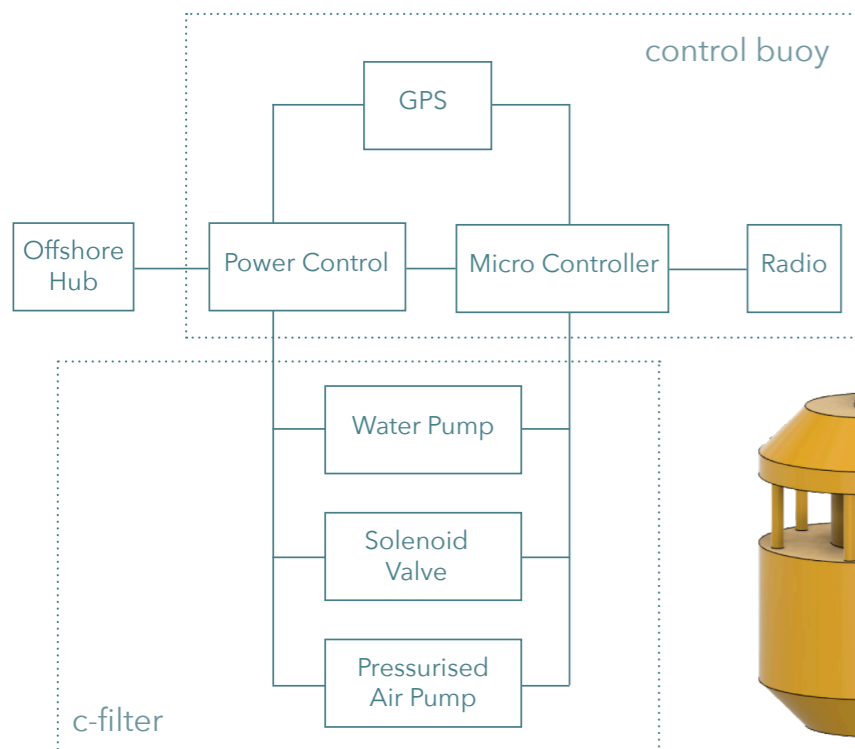 control buoy
GPS
Offshore
Hub
Power Control
Micro Controller
Radio
Water Pump
Solenoid
Valve
Pressurised
Air Pump
c-filter